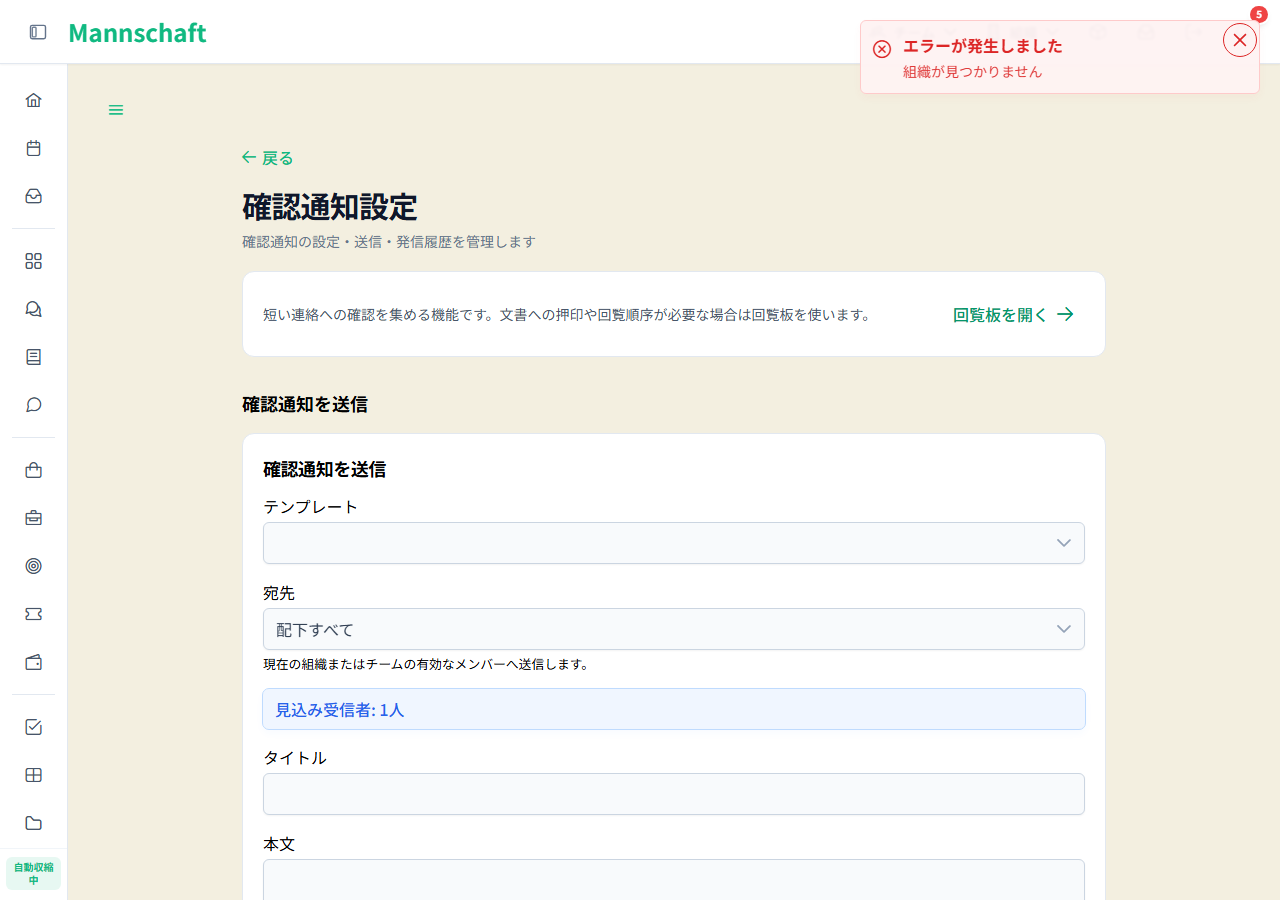 Mannschaft
5
エラーが発生しました
組織が見つかりません
戻る
確認通知設定
確認通知の設定・送信・発信履歴を管理します
短い連絡への確認を集める機能です。文書への押印や回覧順序が必要な場合は回覧板を使います。
回覧板を開く
確認通知を送信
確認通知を送信
テンプレート
宛先
配下すべて
現在の組織またはチームの有効なメンバーへ送信します。
見込み受信者: 1人
タイトル
本文
自動収縮
中